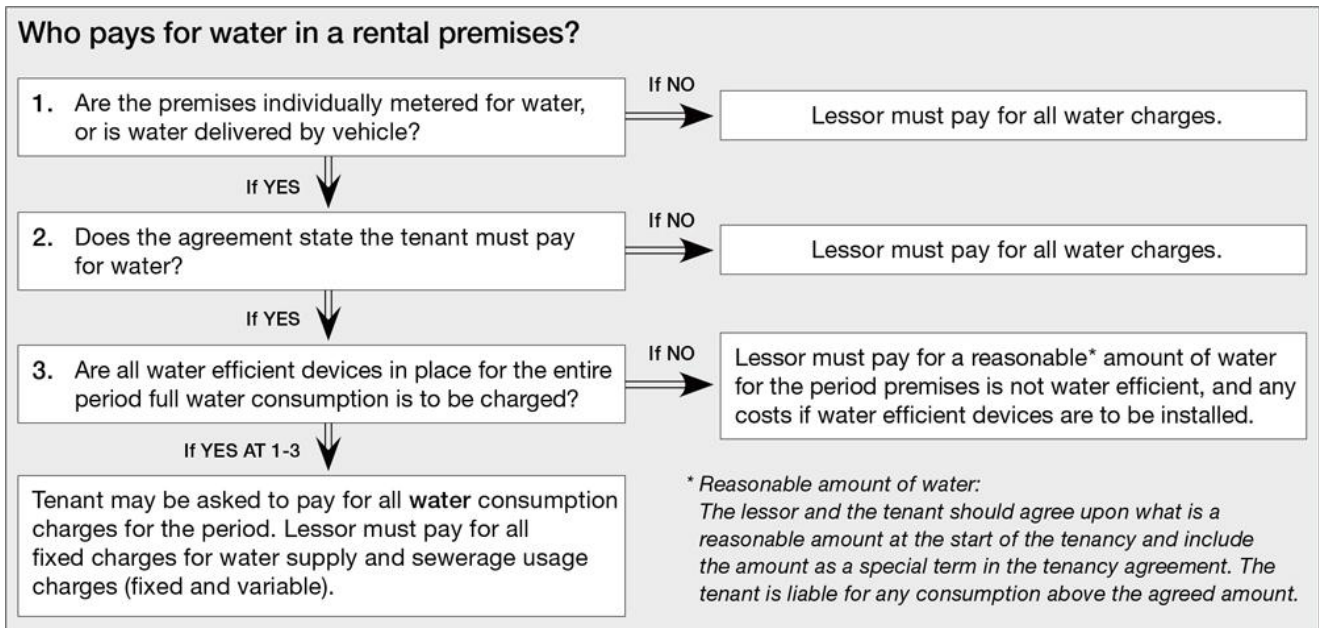 Who pays for water in a rental premises?
1. Are the premises individually metered for water,
or is water delivered by vehicle?
If NO
Lessor must pay for all water charges.
If YES
2. Does the agreement state the tenant must pay
for water?
If NO
Lessor must pay for all water charges.
If YES
3. Are all water efficient devices in place for the entire
period full water consumption is to be charged?
If NO
Lessor must pay for a reasonable* amount of water
for the period premises is not water efficient, and any
costs if water efficient devices are to be installed.
If YES AT 1-3
Tenant may be asked to pay for all water consumption
charges for the period. Lessor must pay for all
fixed charges for water supply and sewerage usage
charges (fixed and variable).
* Reasonable amount of water:
The lessor and the tenant should agree upon what is a
reasonable amount at the start of the tenancy and include
the amount as a special term in the tenancy agreement. The
tenant is liable for any consumption above the agreed amount.